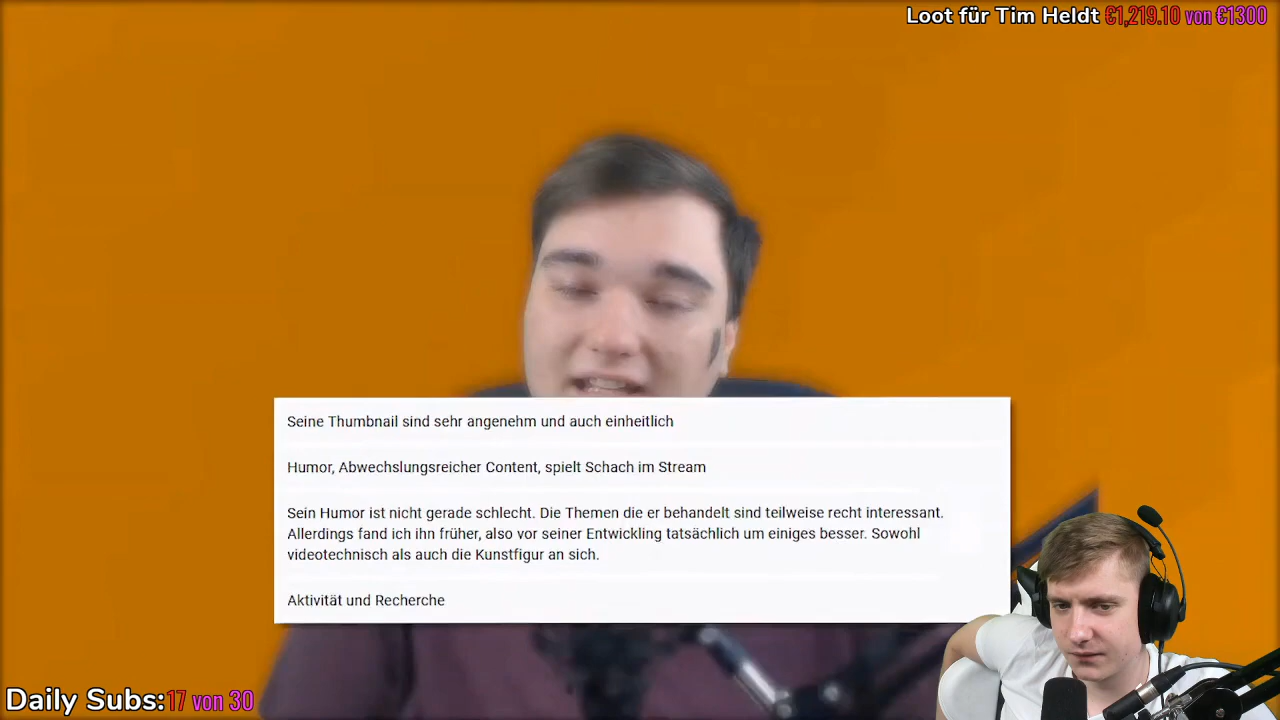 Loot für Tim Heldt €1,219.10 von €1300
Seine Thumbnail sind sehr angenehm und auch einheitlich
Humor, Abwechslungsreicher Content, spielt Schach im Stream
Sein Humor ist nicht gerade schlecht. Die Themen die er behandelt sind teilweise recht interessant.
Allerdings fand ich ihn früher, also vor seiner Entwickling tatsächlich um einiges besser. Sowohl
videotechnisch als auch die Kunstfigur an sich.
Aktivität und Recherche
Daily Subs:17 von 30